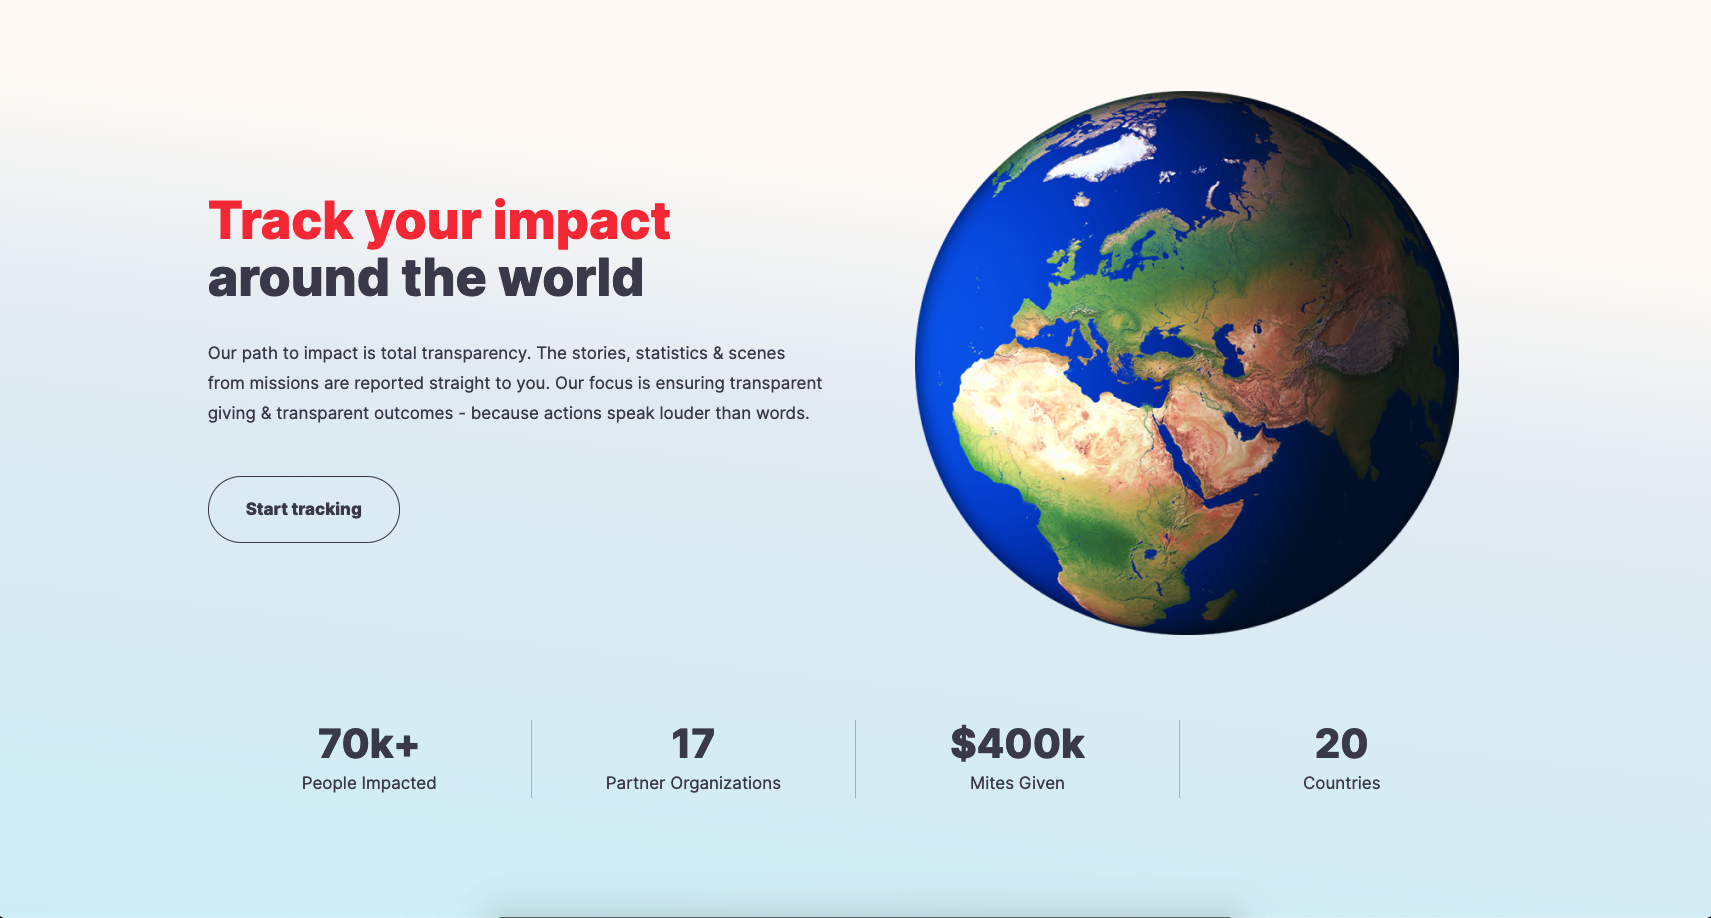 Track your impact
around the world
Our path to impact is total transparency. The stories, statistics & scenes
from missions are reported straight to you. Our focus is ensuring transparent
giving & transparent outcomes - because actions speak louder than words.
Start tracking
70k+
People Impacted
17
Partner Organizations
$400k
Mites Given
20
Countries